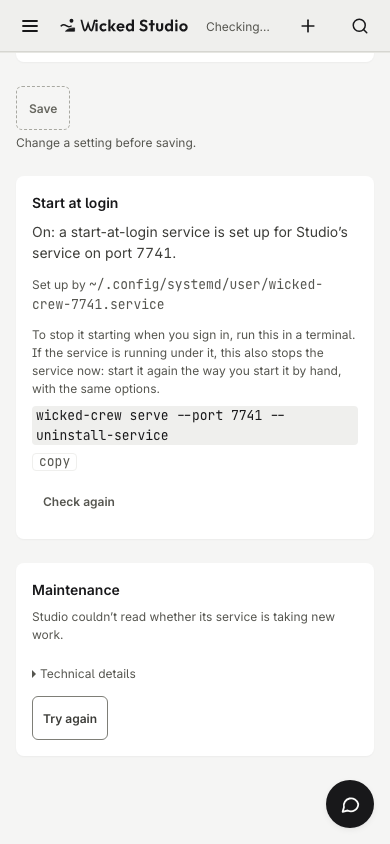 Wicked Studio
Checking...
Save
Change a setting before saving.
Start at login
On: a start-at-login service is set up for Studio’s
service on port 7741.
Set up by ~/.config/systemd/user/wicked-
crew-7741.service
To stop it starting when you sign in, run this in a terminal.
If the service is running under it, this also stops the
service now: start it again the way you start it by hand,
with the same options.
wicked-crew serve --port 7741 --
uninstall-service
copy
Check again
Maintenance
Studio couldn’t read whether its service is taking new
work.
Technical details
Try again